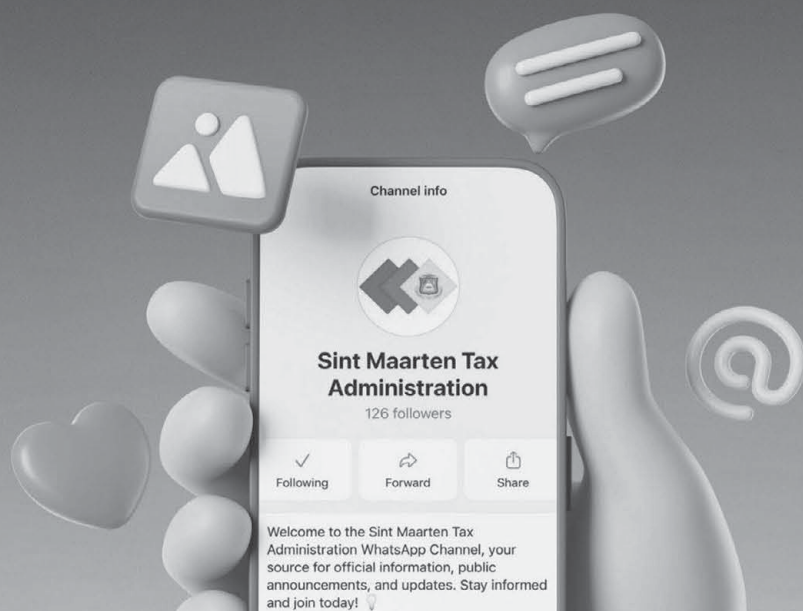 Channel info
Sint Maarten Tax
Administration
126 followers
Following
Forward
Share
Welcome to the Sint Maarten Tax
Administration WhatsApp Channel, your
source for official information, public
announcements, and updates. Stay informed
and join today! 💡
@